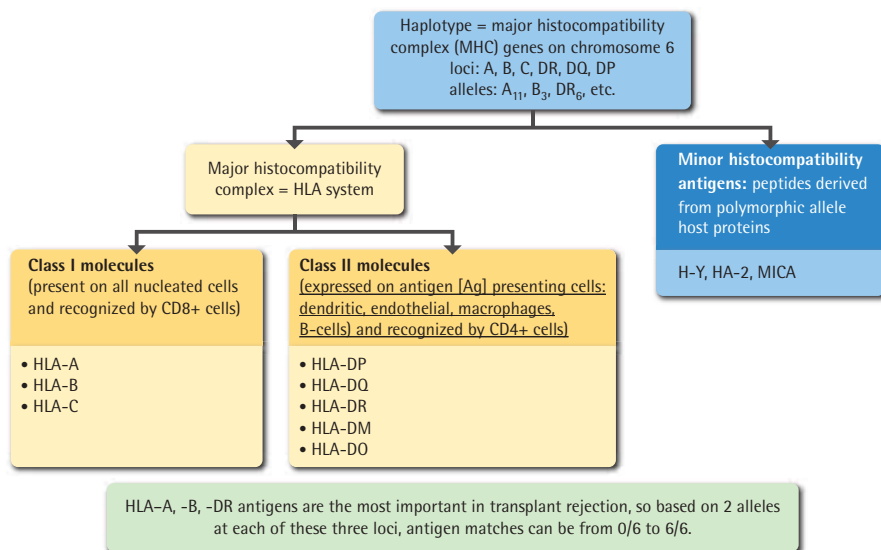 Haplotype = major histocompatibility
complex (MHC) genes on chromosome 6
loci: A, B, C, DR, DQ, DP
alleles: A₁₁, B₃, DR₆, etc.
Major histocompatibility
complex = HLA system
Minor histocompatibility
antigens: peptides derived
from polymorphic allele
host proteins
H-Y, HA-2, MICA
Class I molecules
(present on all nucleated cells
and recognized by CD8+ cells)
• HLA-A
• HLA-B
• HLA-C
Class II molecules
(expressed on antigen [Ag] presenting cells:
dendritic, endothelial, macrophages,
B-cells) and recognized by CD4+ cells)
• HLA-DP
• HLA-DQ
• HLA-DR
• HLA-DM
• HLA-DO
HLA–A, -B, -DR antigens are the most important in transplant rejection, so based on 2 alleles
at each of these three loci, antigen matches can be from 0/6 to 6/6.